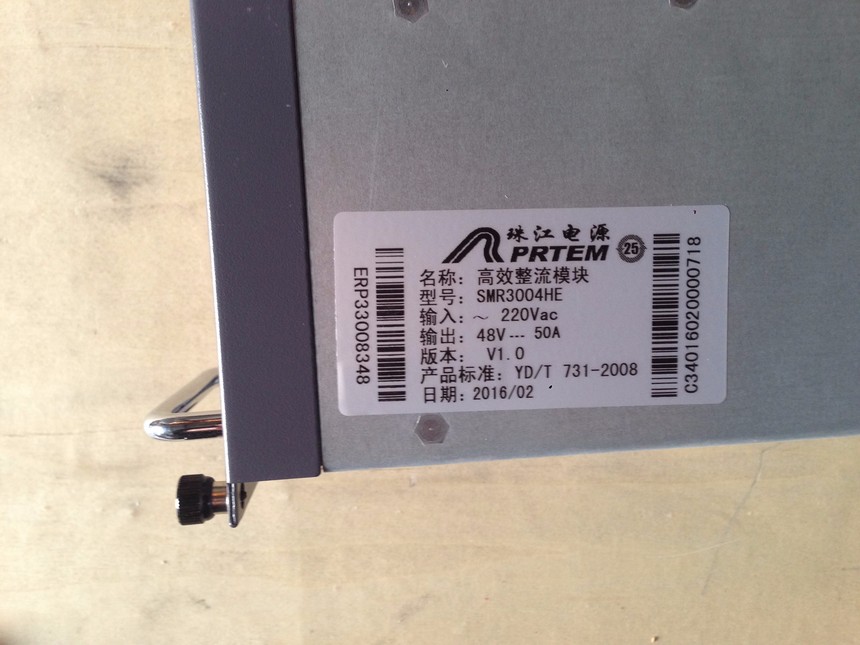 珠江电源
PRTEM
25
名称: 高效整流模块
型号: SMR3004HE
输入: ～ 220Vac
输出: 48V--- 50A
版本: V1.0
产品标准: YD/T 731-2008
日期: 2016/02
ERP33008348
C34016020000718